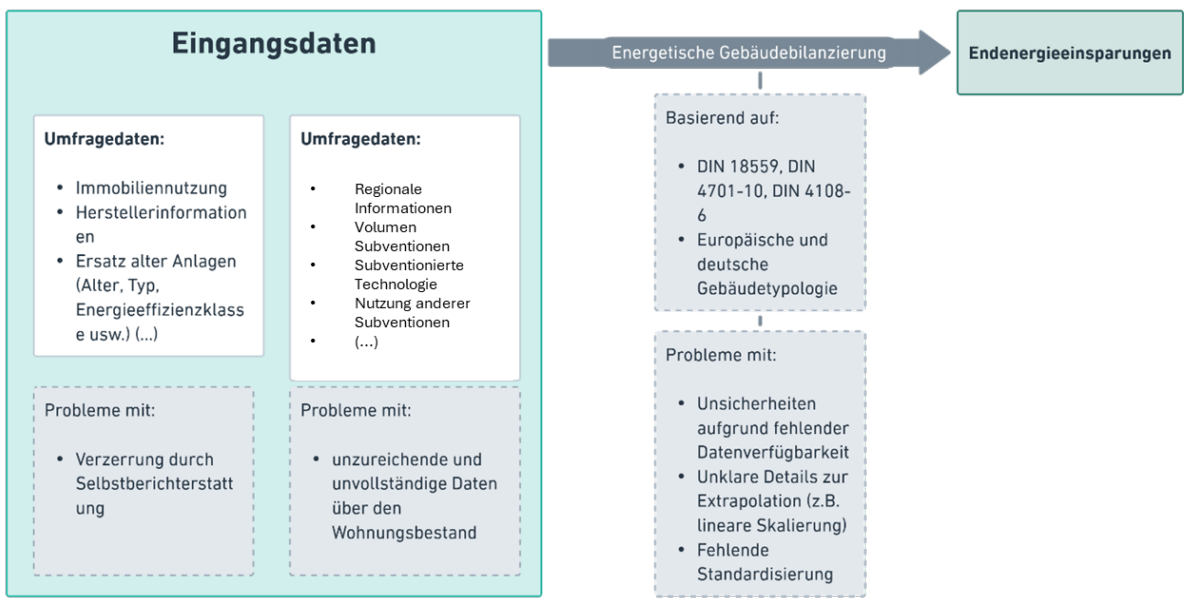 Eingangsdaten
Umfragedaten:
• Immobiliennutzung
• Herstellerinformation
en
• Ersatz alter Anlagen
(Alter, Typ,
Energieeffizienzklass
e usw.) (...)
Probleme mit:
• Verzerrung durch
Selbstberichterstatt
ung
Umfragedaten:
• Regionale
Informationen
• Volumen
Subventionen
• Subventionierte
Technologie
• Nutzung anderer
Subventionen
• (...)
Probleme mit:
• unzureichende und
unvollständige Daten
über den
Wohnungsbestand
Energetische Gebäudebilanzierung
Basierend auf:
• DIN 18559, DIN
4701-10, DIN 4108-
6
• Europäische und
deutsche
Gebäudetypologie
Probleme mit:
• Unsicherheiten
aufgrund fehlender
Datenverfügbarkeit
• Unklare Details zur
Extrapolation (z.B.
lineare Skalierung)
• Fehlende
Standardisierung
Endenergieeinsparungen